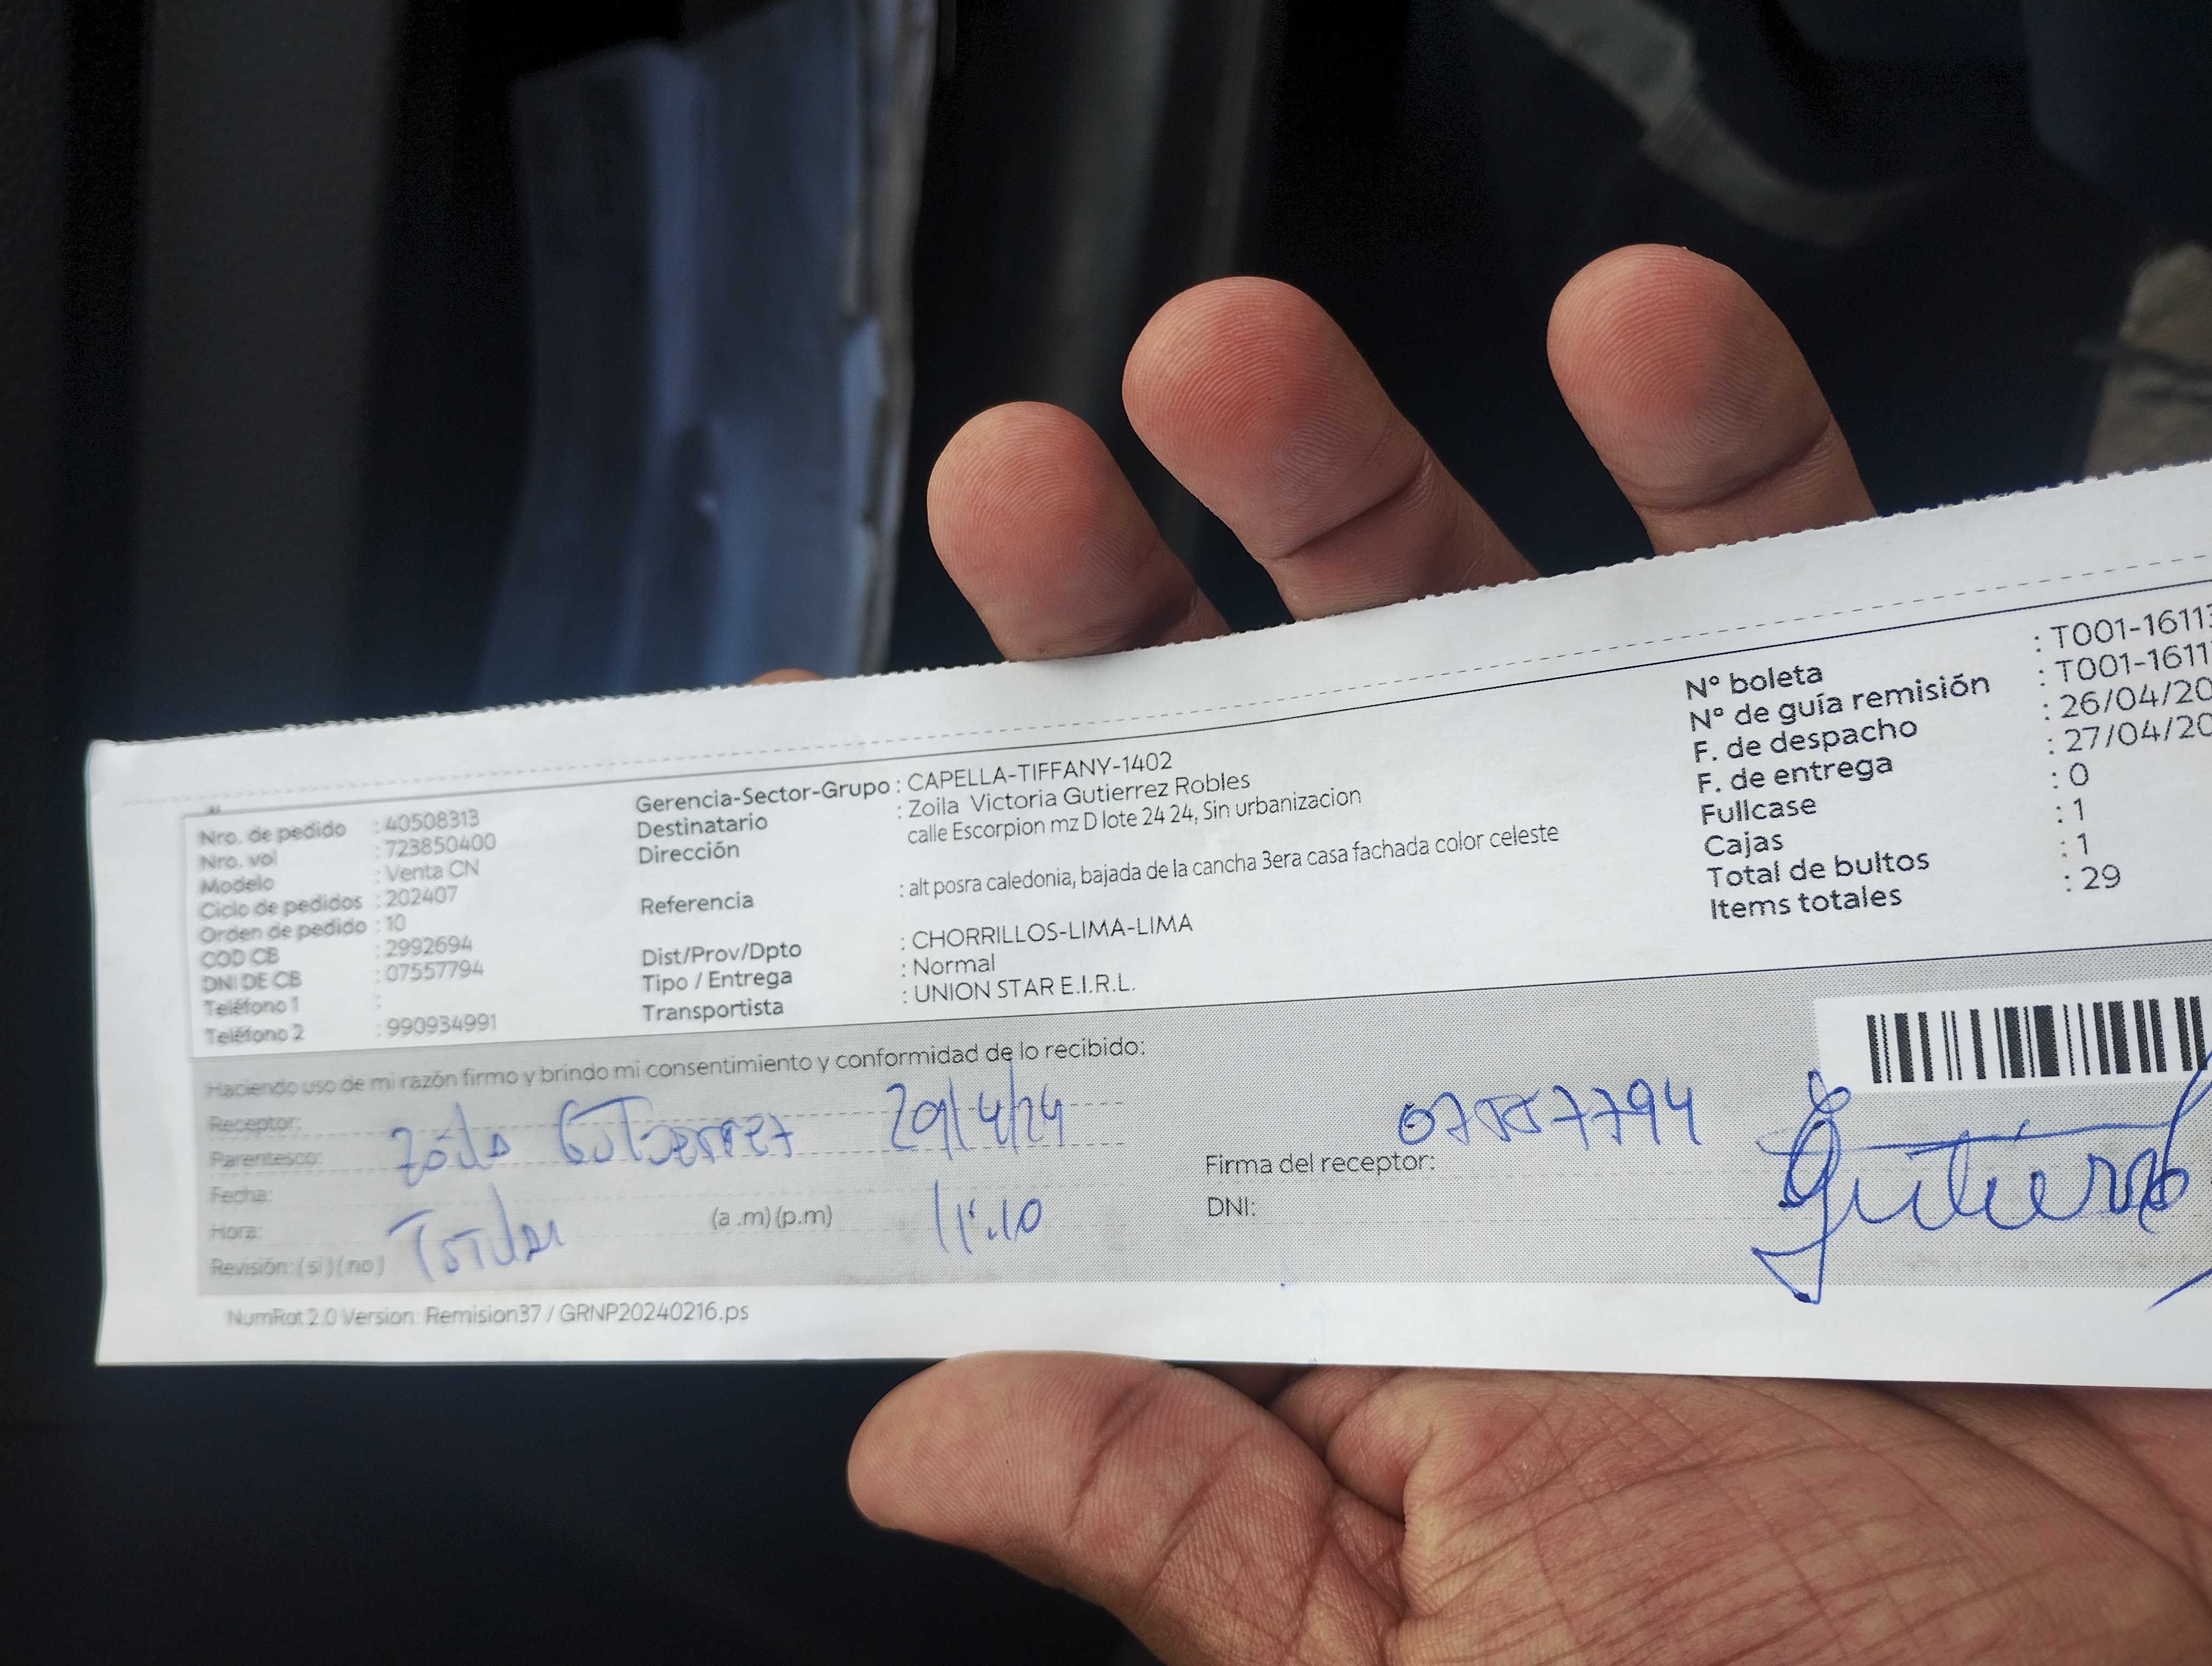 Nro. de pedido : 40508313
Nro. vol : 723850400
Modelo : Venta CN
Ciclo de pedidos : 202407
Orden de pedido : 10
COD CB : 2992694
DNI DE CB : 07557794
Teléfono 1 :
Teléfono 2 : 990934991
Gerencia-Sector-Grupo : CAPELLA-TIFFANY-1402
Destinatario : Zoila Victoria Gutierrez Robles
Dirección calle Escorpion mz D lote 24 24, Sin urbanizacion
Referencia : alt posra caledonia, bajada de la cancha 3era casa fachada color celeste
Dist/Prov/Dpto : CHORRILLOS-LIMA-LIMA
Tipo / Entrega : Normal
Transportista : UNION STAR E.I.R.L.
N° boleta : T001-1611
N° de guía remisión : T001-1611
F. de despacho : 26/04/20
F. de entrega : 27/04/20
Fullcase : 0
Cajas : 1
Total de bultos : 1
Items totales : 29
Haciendo uso de mi razón firmo y brindo mi consentimiento y conformidad de lo recibido:
Receptor:
Parentesco: Zoila Gutierrez 29/4/24
Fecha:
Hora: (a .m) (p.m) 11:10
Revisión: (si) (no) Titular
07557794
Firma del receptor: Gutierrez
DNI:
NumRot 2.0 Version: Remision37 / GRNP20240216.ps